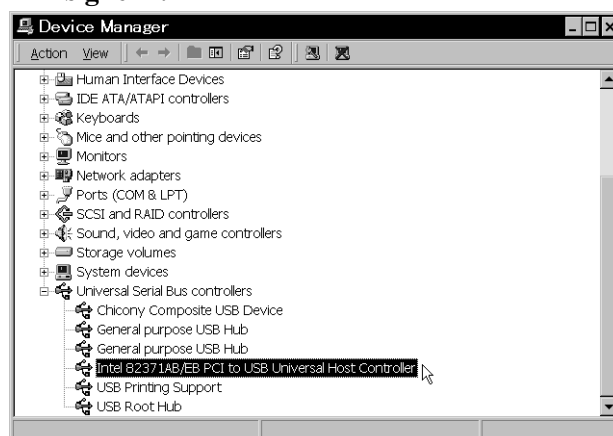 Device Manager
Action View
Human Interface Devices
IDE ATA/ATAPI controllers
Keyboards
Mice and other pointing devices
Monitors
Network adapters
Ports (COM & LPT)
SCSI and RAID controllers
Sound, video and game controllers
Storage volumes
System devices
Universal Serial Bus controllers
Chicony Composite USB Device
General purpose USB Hub
General purpose USB Hub
Intel 82371AB/EB PCI to USB Universal Host Controller
USB Printing Support
USB Root Hub